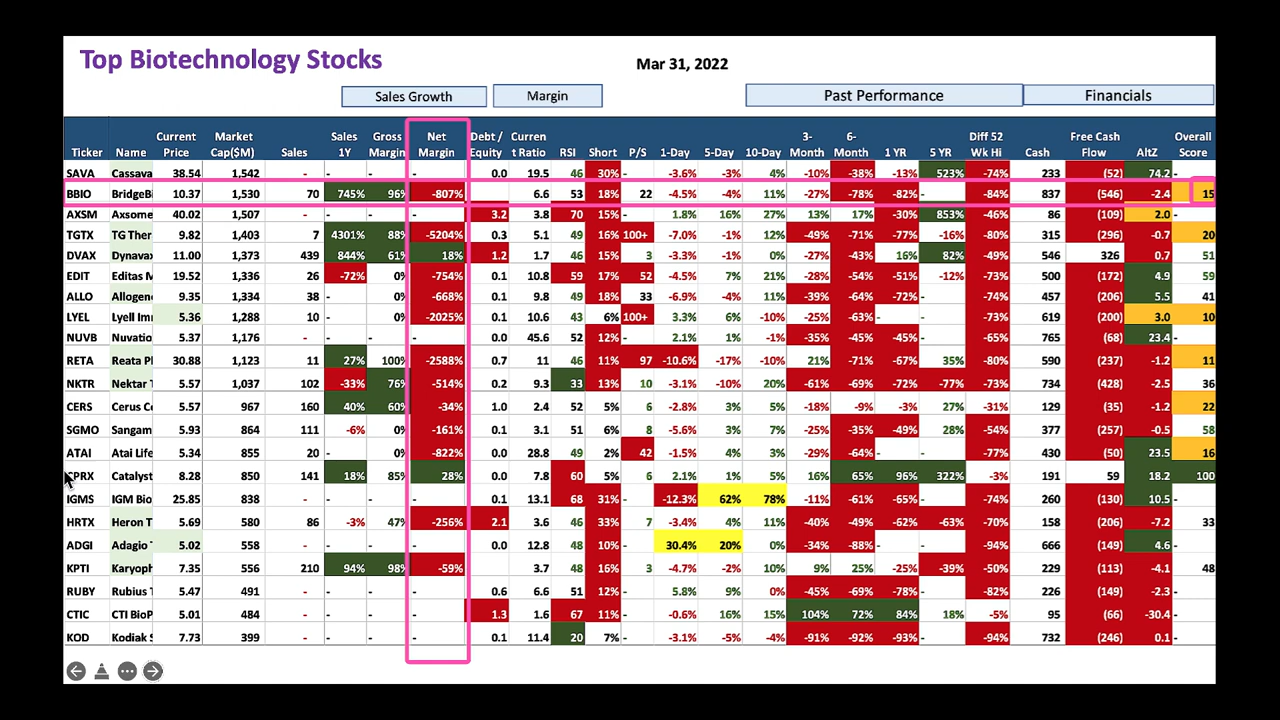 Top Biotechnology Stocks
Mar 31, 2022
Sales Growth Margin Past Performance Financials
Current Market Sales Gross Net Debt / Curren 3- 6- Diff 52 Free Cash Overall
Ticker Name Price Cap($M) Sales 1Y Margin Margin Equity t Ratio RSI Short P/S 1-Day 5-Day 10-Day Month Month 1 YR 5 YR Wk Hi Cash Flow AltZ Score
SAVA Cassava 38.54 1,542 - - - - 0.0 19.5 46 30% - -3.6% -3% 4% -10% -38% -13% 523% -74% 233 (52) 74.2 -
BBIO BridgeBi 10.37 1,530 70 745% 96% -807% 6.6 53 18% 22 -4.5% -4% 11% -27% -78% -82% - -84% 837 (546) -2.4 15
AXSM Axsome 40.02 1,507 - - - - 3.2 3.8 70 15% - 1.8% 16% 27% 13% 17% -30% 853% -46% 86 (109) 2.0 -
TGTX TG Ther 9.82 1,403 7 4301% 88% -5204% 0.3 5.1 49 16% 100+ -7.0% -1% 12% -49% -71% -77% -16% -80% 315 (296) -0.7 20
DVAX Dynavax 11.00 1,373 439 844% 61% 18% 1.2 1.7 46 15% 3 -3.3% -1% 0% -27% -43% 16% 82% -49% 546 326 0.7 51
EDIT Editas M 19.52 1,336 26 -72% 0% -754% 0.1 10.8 59 17% 52 -4.5% 7% 21% -28% -54% -51% -12% -73% 500 (172) 4.9 59
ALLO Allogene 9.35 1,334 38 - 0% -668% 0.1 9.8 49 18% 33 -6.9% -4% 11% -39% -64% -72% - -74% 457 (206) 5.5 41
LYEL Lyell Im 5.36 1,288 10 - 0% -2025% 0.1 10.6 43 6% 100+ 3.3% 6% -10% -25% -63% - - -73% 619 (200) 3.0 10
NUVB Nuvatio 5.37 1,176 - - - - 0.0 45.6 52 12% - 2.1% 1% -1% -35% -45% -45% - -65% 765 (68) 23.4 -
RETA Reata P 30.88 1,123 11 27% 100% -2588% 0.7 11 46 11% 97 -10.6% -17% -10% 21% -71% -67% 35% -80% 590 (237) -1.2 11
NKTR Nektar T 5.57 1,037 102 -33% 76% -514% 0.2 9.3 33 13% 10 -3.1% -10% 20% -61% -69% -72% -77% -73% 734 (428) -2.5 36
CERS Cerus Co 5.57 967 160 40% 60% -34% 1.0 2.4 52 5% 6 -2.8% 3% 5% -18% -9% -3% 27% -31% 129 (35) -1.2 22
SGMO Sangam 5.93 864 111 -6% 0% -161% 0.1 3.1 51 6% 8 -5.6% 3% 7% -25% -35% -49% 28% -54% 377 (257) -0.5 58
ATAI Atai Life 5.34 855 20 - 0% -822% 0.0 28.8 49 2% 42 -1.5% 4% 3% -26% -64% - -77% 430 (50) 23.5 16
CPRX Catalyst 8.28 850 141 18% 85% 28% 0.0 7.8 60 5% 6 2.1% 1% 5% 16% 65% 96% 322% -3% 191 59 18.2 100
IGMS IGM Bio 25.85 838 - - - - 0.1 13.1 68 31% - -12.3% 62% 78% -11% -61% -65% - -74% 260 (130) 10.5 -
HRTX Heron T 5.69 580 86 -3% 47% -256% 2.1 3.6 46 33% 7 -3.4% 4% 11% -40% -49% -62% -63% -70% 158 (206) -7.2 33
ADGI Adagio 5.02 558 - - - - 0.0 12.8 48 10% - 30.4% 20% 0% -34% -88% - - -94% 666 (149) 4.6 -
KPTI Karyoph 7.35 556 210 94% 98% -59% 3.7 48 16% 3 -4.7% -2% 10% 9% 25% -25% -39% -50% 229 (113) -4.1 48
RUBY Rubius T 5.47 491 - - - - 0.6 6.6 51 12% - 5.8% 9% 0% -45% -69% -78% - -82% 226 (149) -2.3 -
CTIC CTI BioP 5.01 484 - - - - 1.3 1.6 67 11% - -0.6% 16% 15% 104% 72% 84% 18% -5% 95 (66) -30.4 -
KOD Kodiak S 7.73 399 - - - - 0.1 11.4 20 7% - -3.1% -5% -4% -91% -92% -93% - -94% 732 (246) 0.1 -